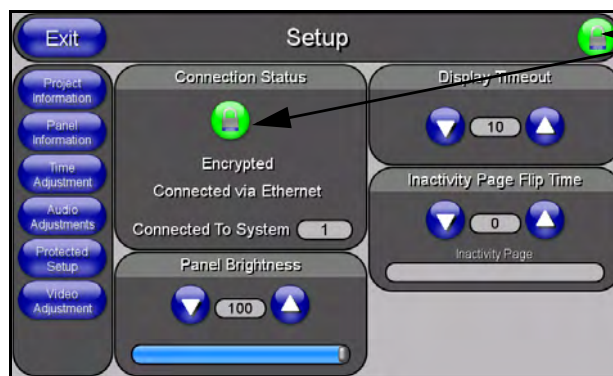 Exit
Setup
Project
Information
Panel
Information
Time
Adjustment
Audio
Adjustments
Protected
Setup
Video
Adjustment
Connection Status
Encrypted
Connected via Ethernet
Connected To System 1
Panel Brightness
100
Display Timeout
10
Inactivity Page Flip Time
0
Inactivity Page